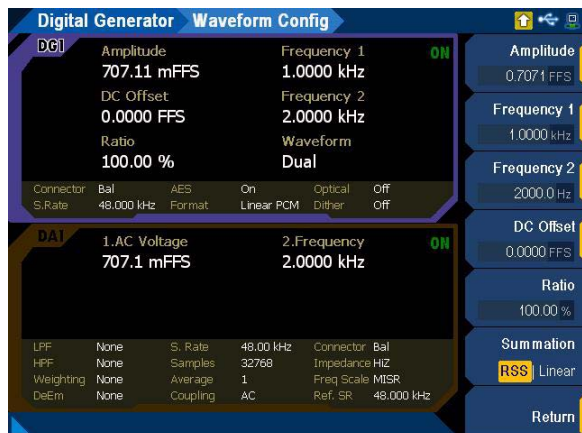 Digital Generator Waveform Config
DG1
Amplitude Frequency 1 ON
707.11 mFFS 1.0000 kHz
DC Offset Frequency 2
0.0000 FFS 2.0000 kHz
Ratio Waveform
100.00 % Dual
Connector Bal AES On Optical Off
S.Rate 48.000 kHz Format Linear PCM Dither Off
DA1
1.AC Voltage 2.Frequency ON
707.1 mFFS 2.0000 kHz
LPF None S. Rate 48.00 kHz Connector Bal
HPF None Samples 32768 Impedance HiZ
Weighting None Average 1 Freq Scale MISR
DeEm None Coupling AC Ref. SR 48.000 kHz
Amplitude
0.7071 FFS
Frequency 1
1.0000 kHz
Frequency 2
2000.0 Hz
DC Offset
0.0000 FFS
Ratio
100.00 %
Summation
RSS | Linear
Return